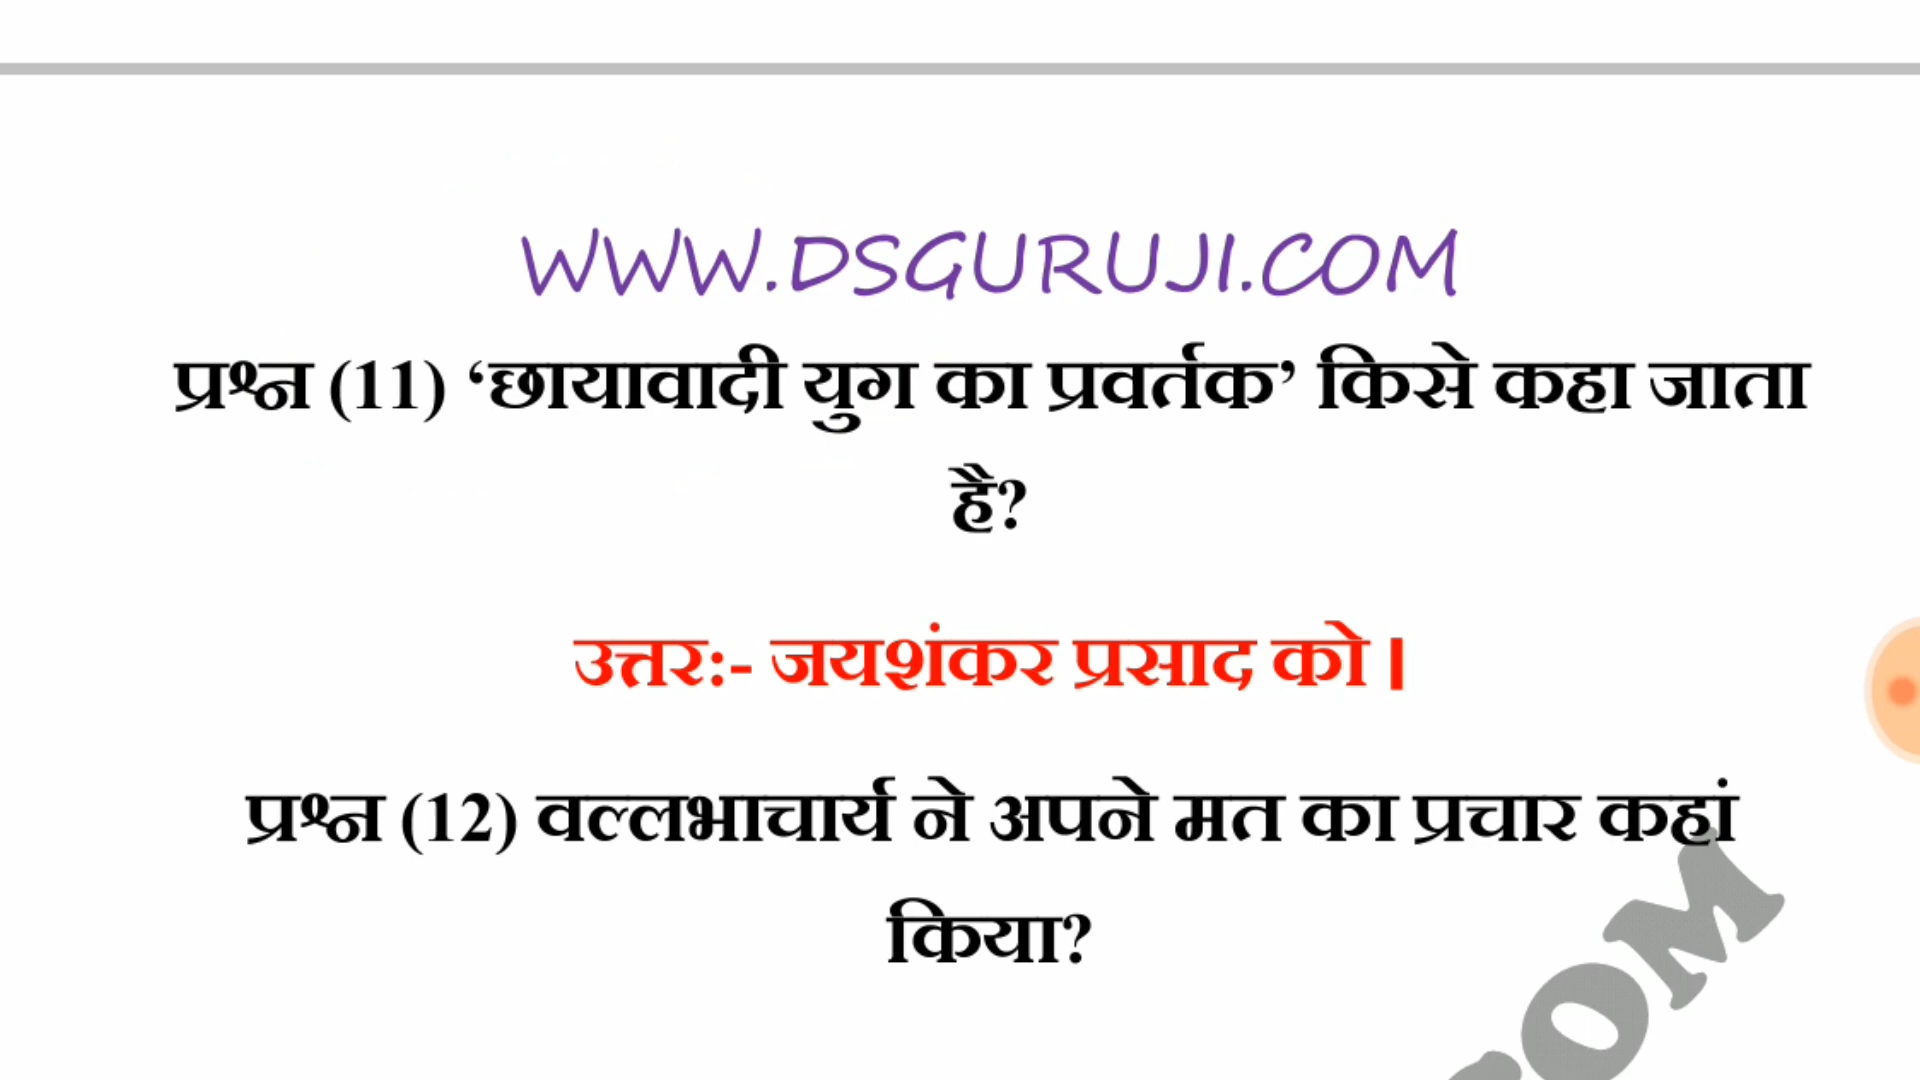 WWW.DSGURUJI.COM
प्रश्न (11) ‘छायावादी युग का प्रवर्तक’ किसे कहा जाता
है?
उत्तर:- जयशंकर प्रसाद को।
प्रश्न (12) वल्लभाचार्य ने अपने मत का प्रचार कहां
किया?
COM